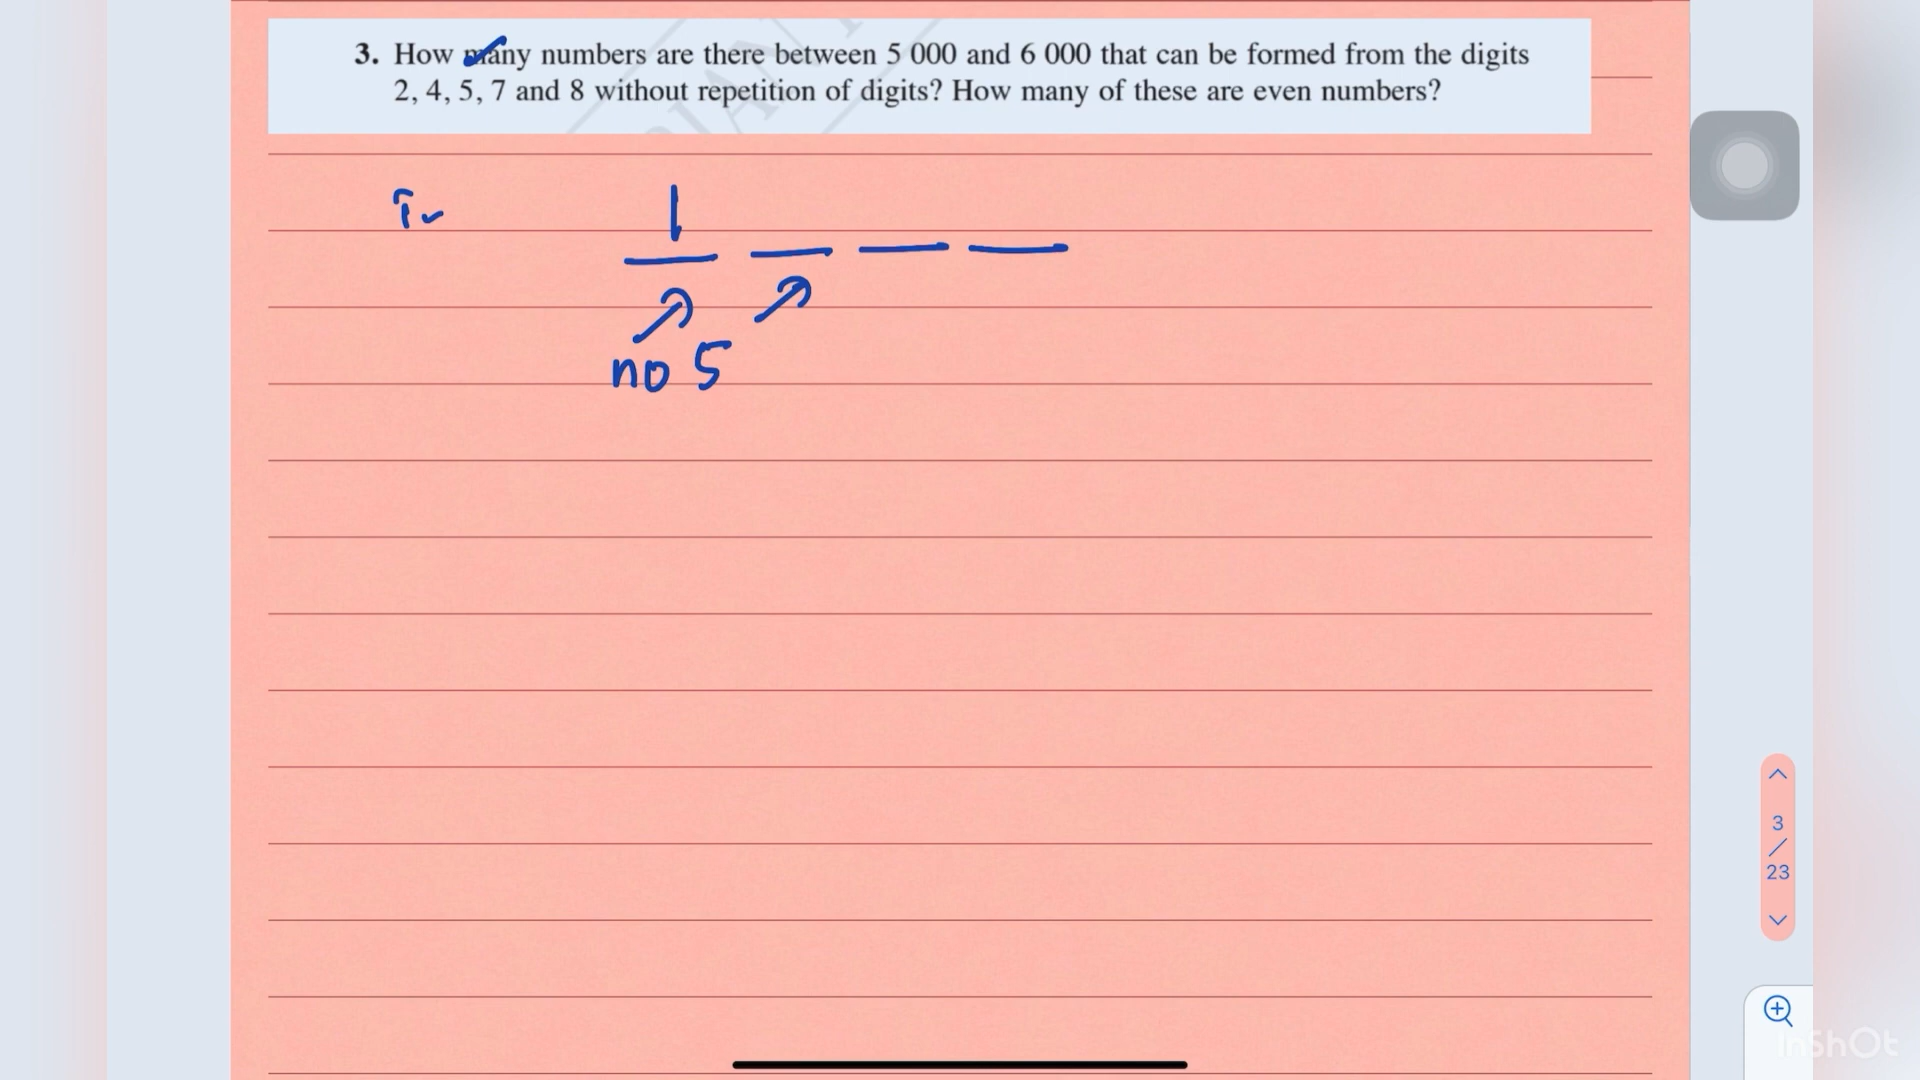 3. How many numbers are there between 5 000 and 6 000 that can be formed from the digits
2, 4, 5, 7 and 8 without repetition of digits? How many of these are even numbers?
1
no 5
3
/
23
InShOt